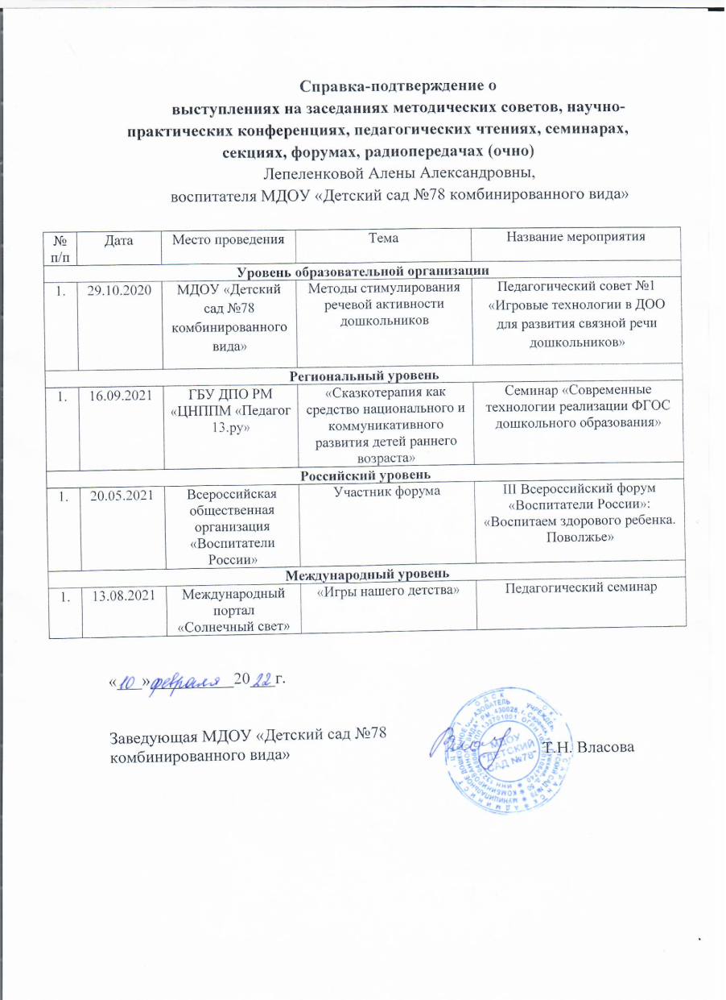 Справка-подтверждение о
выступлениях на заседаниях методических советов, научно-
практических конференциях, педагогических чтениях, семинарах,
секциях, форумах, радиопередачах (очно)
Лепеленковой Алены Александровны,
воспитателя МДОУ «Детский сад №78 комбинированного вида»
№ п/п | Дата | Место проведения | Тема | Название мероприятия
Уровень образовательной организации
1. 29.10.2020
МДОУ «Детский
сад №78
комбинированного
вида»
Методы стимулирования
речевой активности
дошкольников
Педагогический совет №1
«Игровые технологии в ДОО
для развития связной речи
дошкольников»
Региональный уровень
1. 16.09.2021
ГБУ ДПО РМ
«ЦНППМ «Педагог
13.ру»
«Сказкотерапия как
средство национального и
коммуникативного
развития детей раннего
возраста»
Семинар «Современные
технологии реализации ФГОС
дошкольного образования»
Российский уровень
1. 20.05.2021
Всероссийская
общественная
организация
«Воспитатели
России»
Участник форума
III Всероссийский форум
«Воспитатели России»:
«Воспитаем здорового ребенка.
Поволжье»
Международный уровень
1. 13.08.2021
Международный
портал
«Солнечный свет»
«Игры нашего детства»
Педагогический семинар
«10» февраля 2022 г.
Заведующая МДОУ «Детский сад №78
комбинированного вида»
Т.Н. Власова
МДОУ
"ДЕТСКИЙ
САД №78"